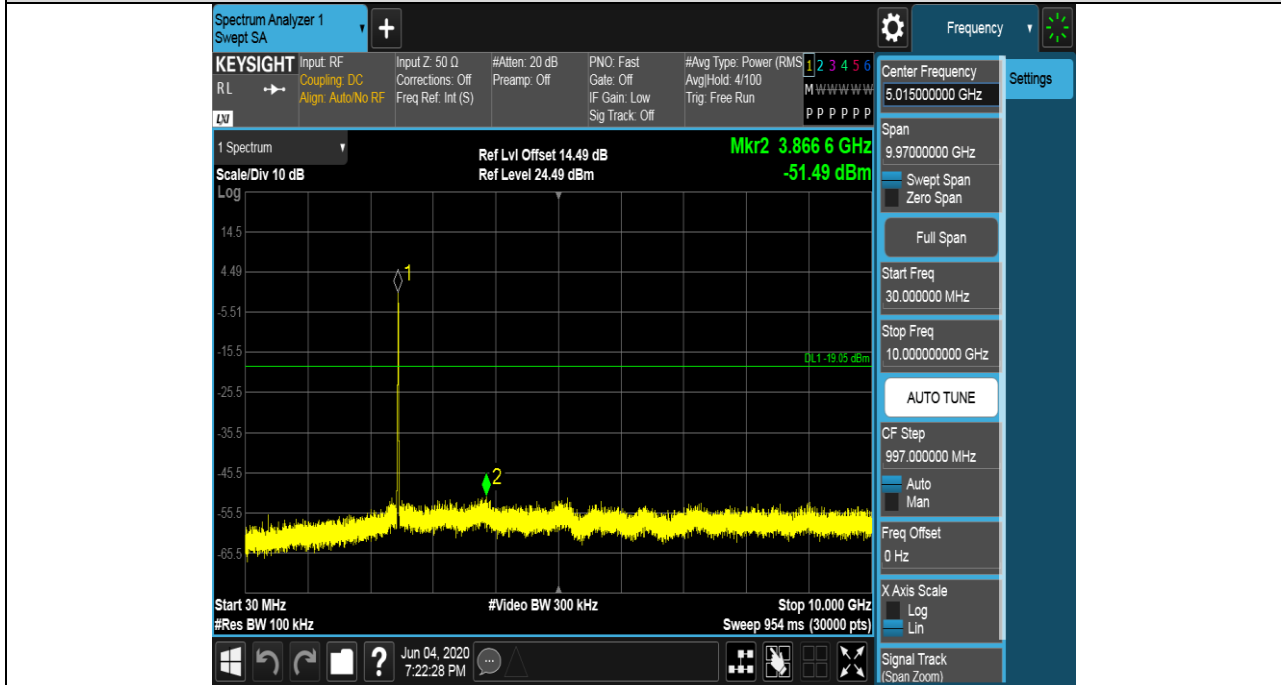 Spectrum Analyzer 1
Swept SA
+
Frequency
KEYSIGHT
RL
LXI
Input: RF
Coupling: DC
Align: Auto/No RF
Input Z: 50 Ω
Corrections: Off
Freq Ref: Int (S)
#Atten: 20 dB
Preamp: Off
PNO: Fast
Gate: Off
IF Gain: Low
Sig Track: Off
#Avg Type: Power (RMS
Avg|Hold: 4/100
Trig: Free Run
1 2 3 4 5 6
M W W W W W
P P P P P P
1 Spectrum
Scale/Div 10 dB
Ref Lvl Offset 14.49 dB
Ref Level 24.49 dBm
Mkr2 3.866 6 GHz
-51.49 dBm
Log
14.5
4.49
-5.51
-15.5
-25.5
-35.5
-45.5
-55.5
-65.5
1
DL1 -19.05 dBm
2
Start 30 MHz
#Res BW 100 kHz
#Video BW 300 kHz
Stop 10.000 GHz
Sweep 954 ms (30000 pts)
?
Jun 04, 2020
7:22:28 PM
Center Frequency
5.015000000 GHz
Span
9.97000000 GHz
Swept Span
Zero Span
Full Span
Start Freq
30.000000 MHz
Stop Freq
10.000000000 GHz
AUTO TUNE
CF Step
997.000000 MHz
Auto
Man
Freq Offset
0 Hz
X Axis Scale
Log
Lin
Signal Track
(Span Zoom)
Settings